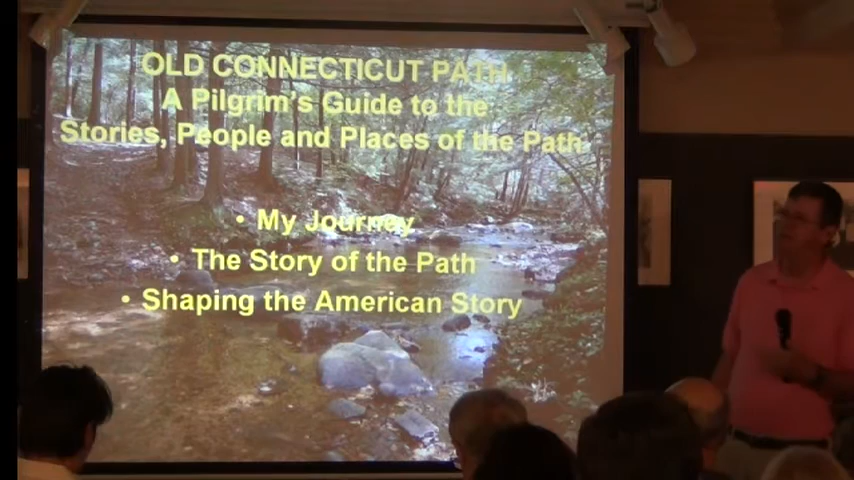 OLD CONNECTICUT PATH
A Pilgrim's Guide to the
Stories, People and Places of the Path
• My Journey
• The Story of the Path
• Shaping the American Story